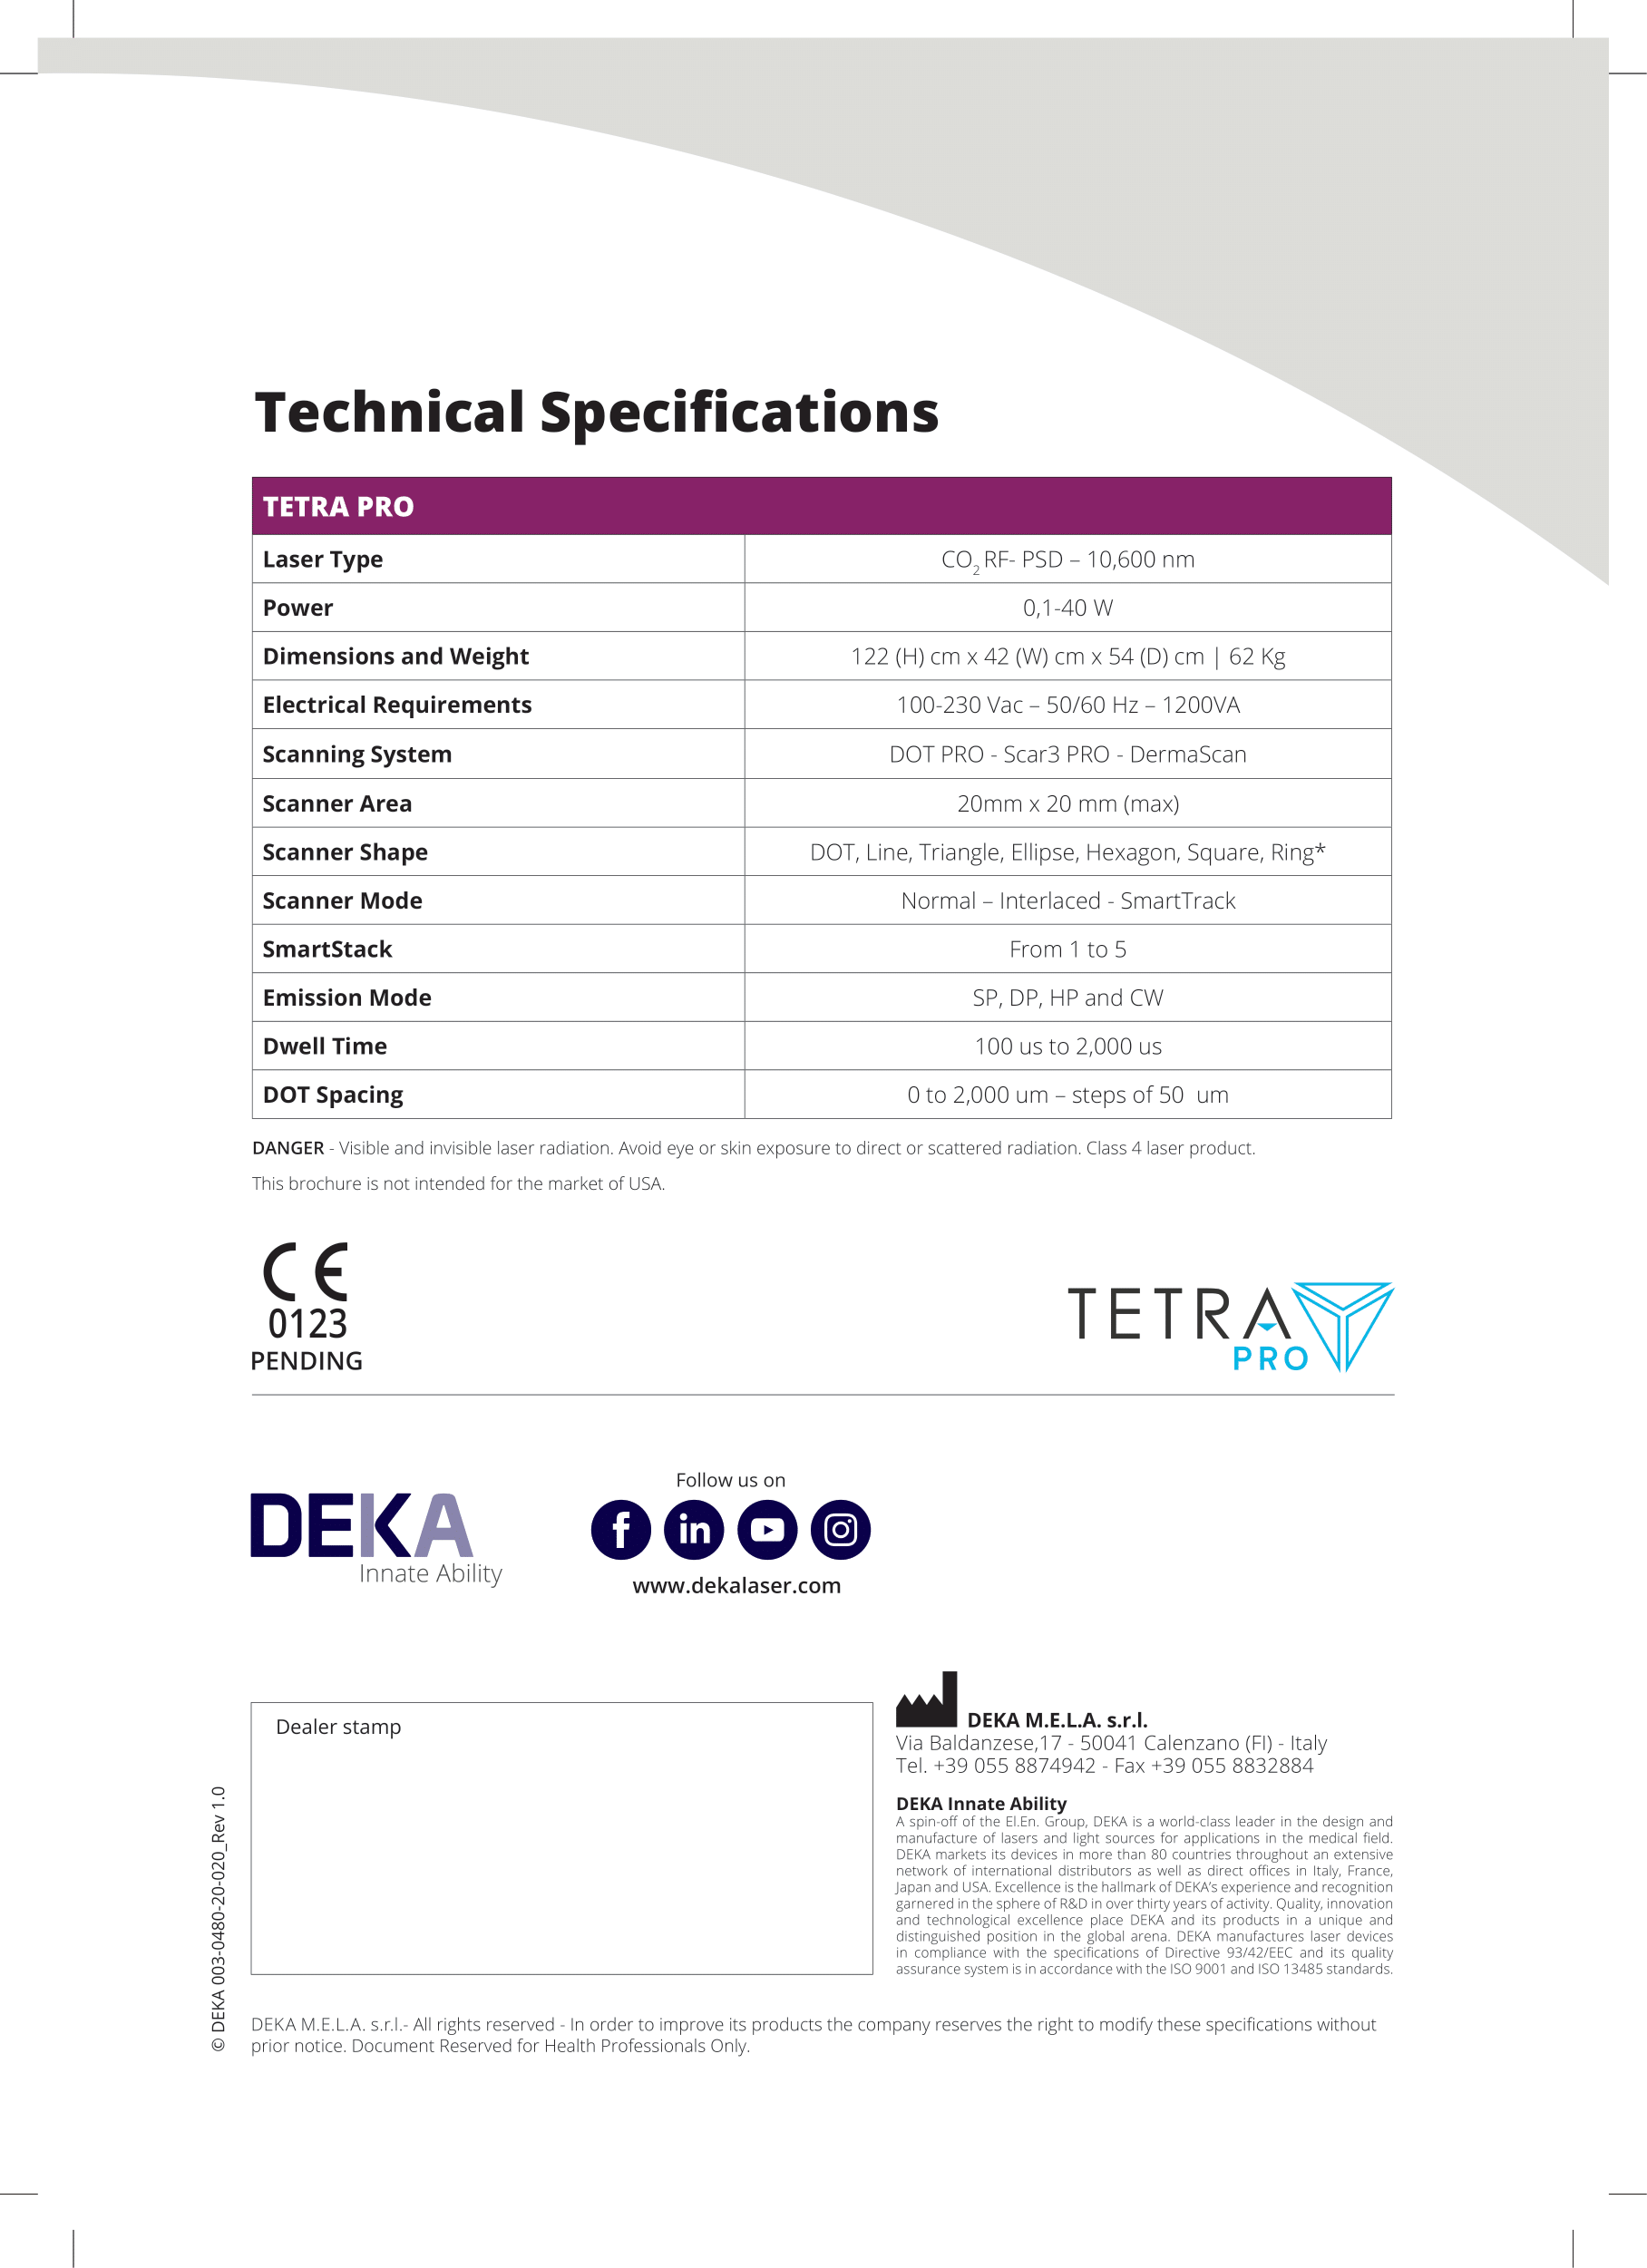 Technical Specifications
TETRA PRO
Laser Type CO2 RF- PSD – 10,600 nm
Power 0,1-40 W
Dimensions and Weight 122 (H) cm x 42 (W) cm x 54 (D) cm | 62 Kg
Electrical Requirements 100-230 Vac – 50/60 Hz – 1200VA
Scanning System DOT PRO - Scar3 PRO - DermaScan
Scanner Area 20mm x 20 mm (max)
Scanner Shape DOT, Line, Triangle, Ellipse, Hexagon, Square, Ring*
Scanner Mode Normal – Interlaced - SmartTrack
SmartStack From 1 to 5
Emission Mode SP, DP, HP and CW
Dwell Time 100 us to 2,000 us
DOT Spacing 0 to 2,000 um – steps of 50 um
DANGER - Visible and invisible laser radiation. Avoid eye or skin exposure to direct or scattered radiation. Class 4 laser product.
This brochure is not intended for the market of USA.
CE
0123
PENDING
TETRA
PRO
DEKA
Innate Ability
Follow us on
www.dekalaser.com
Dealer stamp
DEKA M.E.L.A. s.r.l.
Via Baldanzese,17 - 50041 Calenzano (FI) - Italy
Tel. +39 055 8874942 - Fax +39 055 8832884
DEKA Innate Ability
A spin-off of the El.En. Group, DEKA is a world-class leader in the design and
manufacture of lasers and light sources for applications in the medical field.
DEKA markets its devices in more than 80 countries throughout an extensive
network of international distributors as well as direct offices in Italy, France,
Japan and USA. Excellence is the hallmark of DEKA’s experience and recognition
garnered in the sphere of R&D in over thirty years of activity. Quality, innovation
and technological excellence place DEKA and its products in a unique and
distinguished position in the global arena. DEKA manufactures laser devices
in compliance with the specifications of Directive 93/42/EEC and its quality
assurance system is in accordance with the ISO 9001 and ISO 13485 standards.
© DEKA 003-0480-20-020_Rev 1.0
DEKA M.E.L.A. s.r.l.- All rights reserved - In order to improve its products the company reserves the right to modify these specifications without
prior notice. Document Reserved for Health Professionals Only.